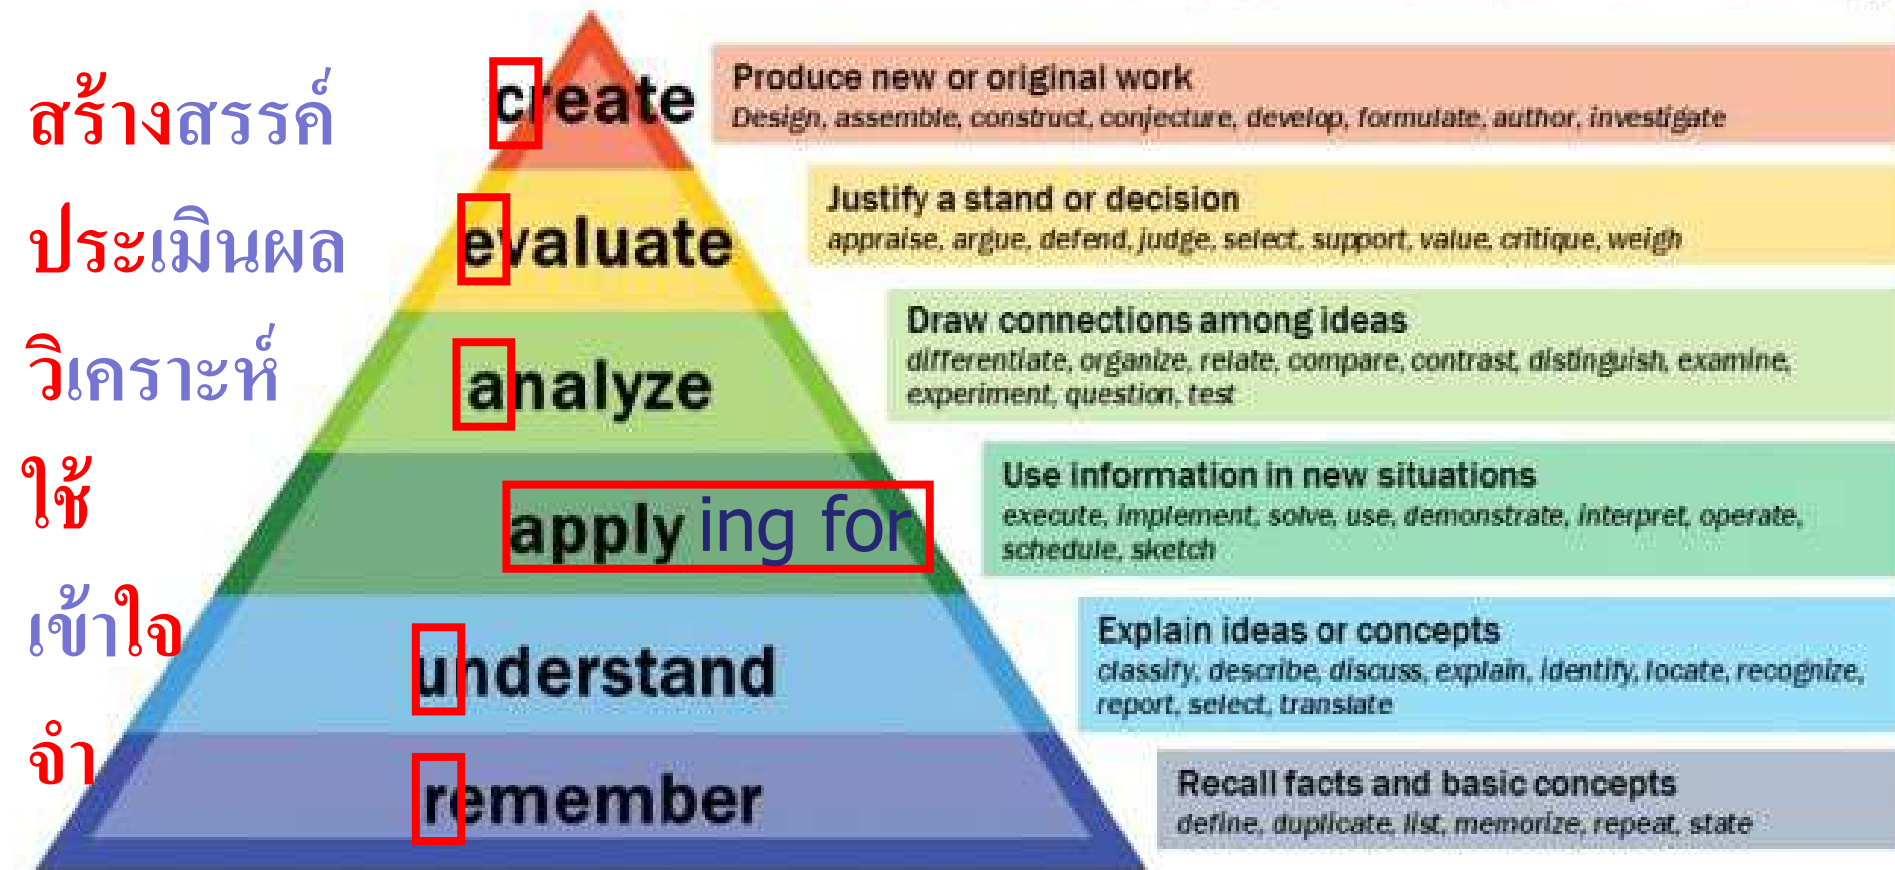 สร้างสรรค์
create
Produce new or original work
Design, assemble, construct, conjecture, develop, formulate, author, investigate
ประเมินผล
evaluate
Justify a stand or decision
appraise, argue, defend, judge, select, support, value, critique, weigh
วิเคราะห์
analyze
Draw connections among ideas
differentiate, organize, relate, compare, contrast, distinguish, examine,
experiment, question, test
ใช้
apply ing for
Use information in new situations
execute, implement, solve, use, demonstrate, interpret, operate,
schedule, sketch
เข้าใจ
understand
Explain ideas or concepts
classify, describe, discuss, explain, identify, locate, recognize,
report, select, translate
จำ
remember
Recall facts and basic concepts
define, duplicate, list, memorize, repeat, state